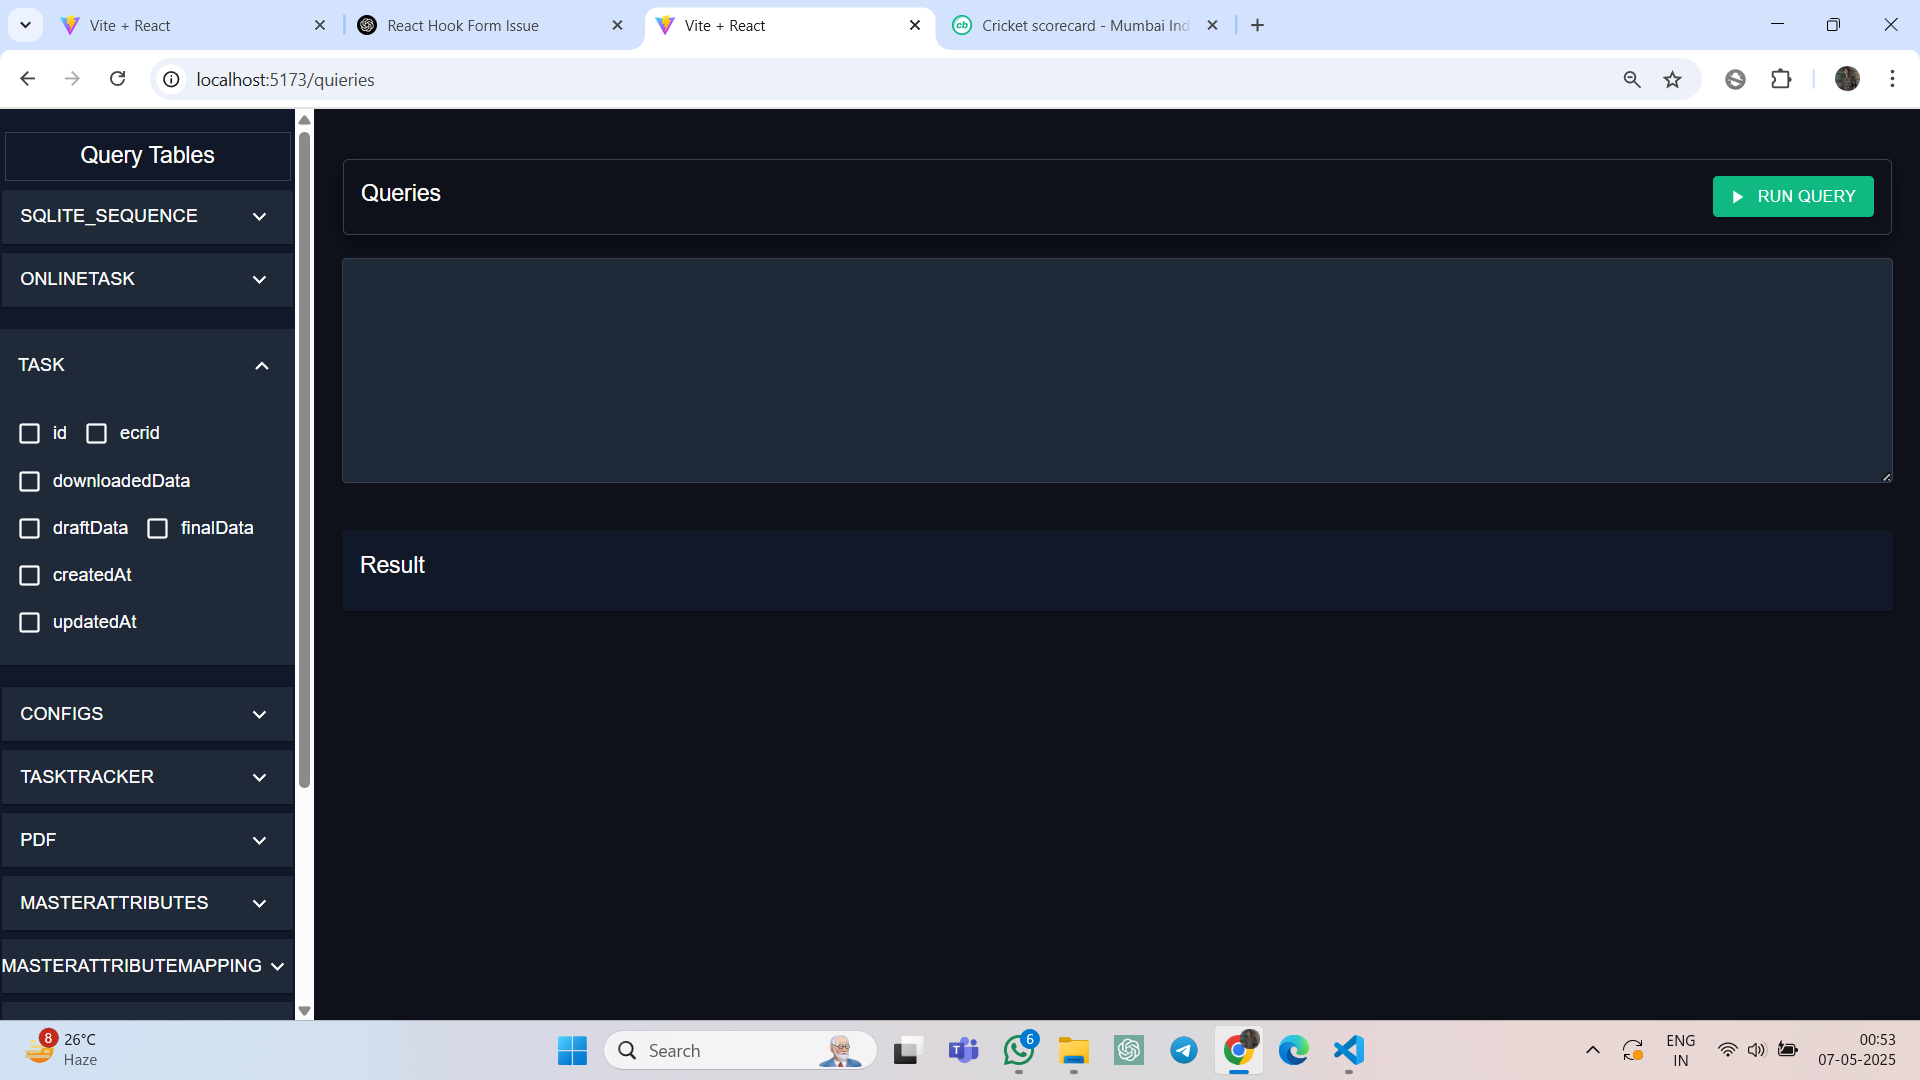 Vite + React
React Hook Form Issue
Vite + React
Cricket scorecard - Mumbai Ind
localhost:5173/quieries
Query Tables
SQLITE_SEQUENCE
ONLINETASK
TASK
id ecrid
downloadedData
draftData finalData
createdAt
updatedAt
CONFIGS
TASKTRACKER
PDF
MASTERATTRIBUTES
MASTERATTRIBUTEMAPPING
Queries
RUN QUERY
Result
8
26°C
Haze
Search
6
ENG
IN
00:53
07-05-2025